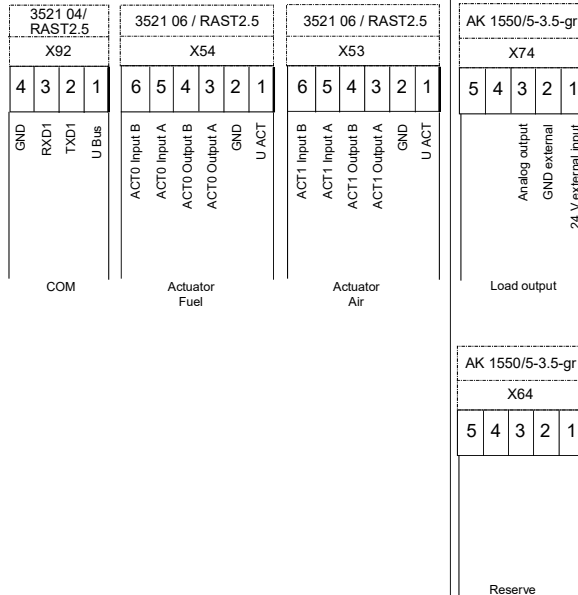 3521 04/
RAST2.5
X92
4 3 2 1
GND
RXD1
TXD1
U Bus
COM
3521 06 / RAST2.5
X54
6 5 4 3 2 1
ACT0 Input B
ACT0 Input A
ACT0 Output B
ACT0 Output A
GND
U ACT
Actuator
Fuel
3521 06 / RAST2.5
X53
6 5 4 3 2 1
ACT1 Input B
ACT1 Input A
ACT1 Output B
ACT1 Output A
GND
U ACT
Actuator
Air
AK 1550/5-3.5-gr
X74
5 4 3 2 1
Analog output
GND external
24 V external input
Load output
AK 1550/5-3.5-gr
X64
5 4 3 2 1
Reserve